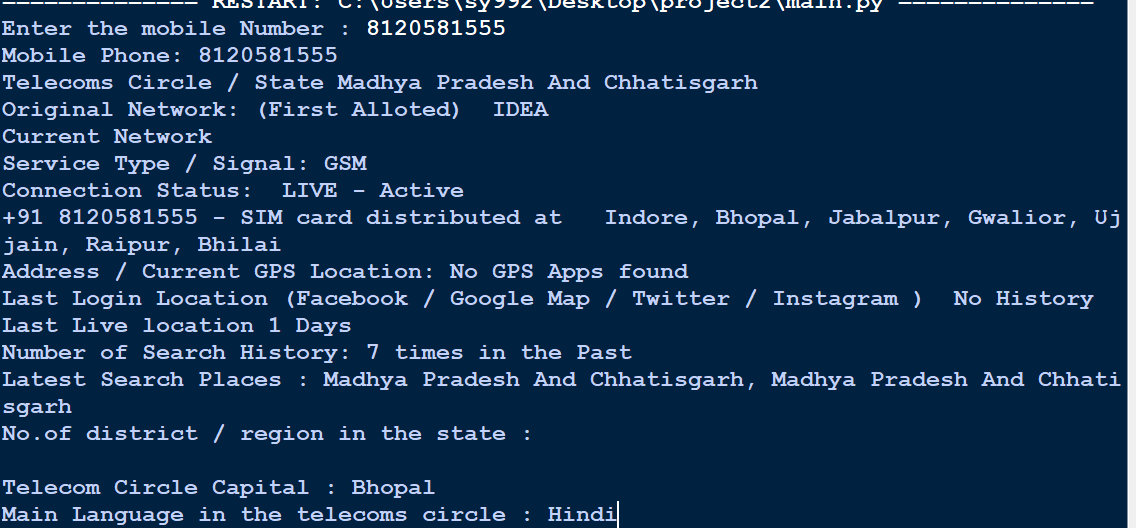 ============== RESTART: C:\Users\sy992\Desktop\project2\main.py ==============
Enter the mobile Number : 8120581555
Mobile Phone: 8120581555
Telecoms Circle / State Madhya Pradesh And Chhatisgarh
Original Network: (First Alloted)  IDEA
Current Network
Service Type / Signal: GSM
Connection Status:  LIVE - Active
+91 8120581555 - SIM card distributed at   Indore, Bhopal, Jabalpur, Gwalior, Uj
jain, Raipur, Bhilai
Address / Current GPS Location: No GPS Apps found
Last Login Location (Facebook / Google Map / Twitter / Instagram )  No History
Last Live location 1 Days
Number of Search History: 7 times in the Past
Latest Search Places : Madhya Pradesh And Chhatisgarh, Madhya Pradesh And Chhati
sgarh
No.of district / region in the state :
Telecom Circle Capital : Bhopal
Main Language in the telecoms circle : Hindi